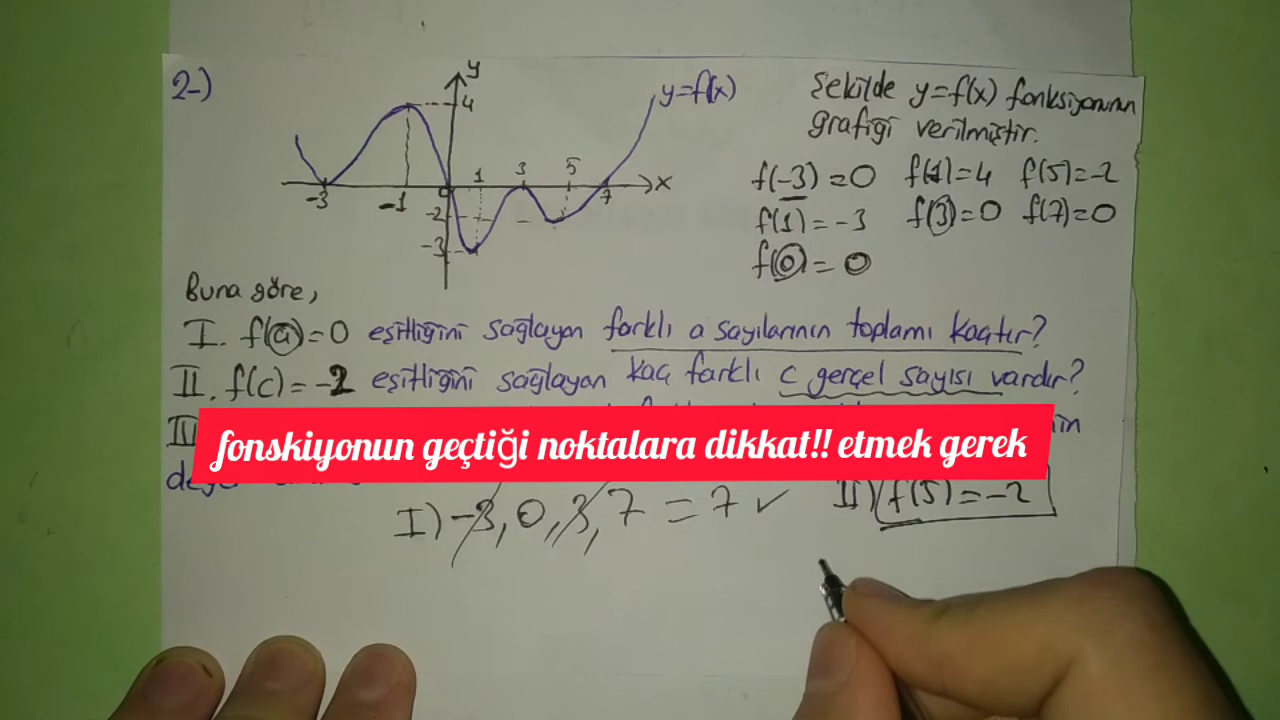 2-)
y
4
y=f(x)
-3 -1 0 1 3 5 7 x
-2
-3
Şekilde y=f(x) fonksiyonunun
grafiği verilmiştir.
f(-3)=0 f(-1)=4 f(5)=-2
f(1)=-3 f(3)=0 f(7)=0
f(0)=0
Buna göre,
I. f(a)=0 eşitliğini sağlayan farklı a sayılarının toplamı kaçtır?
II. f(c)=-2 eşitliğini sağlayan kaç farklı c gerçel sayısı vardır?
III
fonskiyonun geçtiği noktalara dikkat!! etmek gerek
I) -3, 0, 3, 7 = 7 ✓
II) f(5)=-2